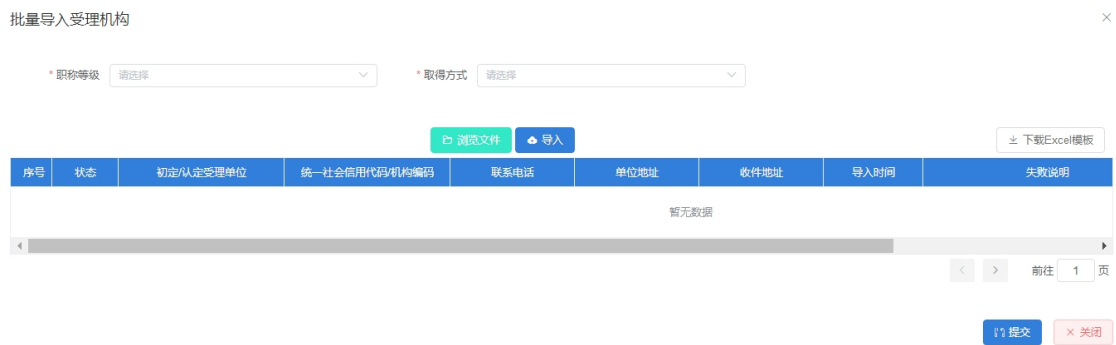 批量导入受理机构
* 职称等级 请选择 * 取得方式 请选择
浏览文件 导入 下载Excel模板
序号 状态 初定/认定受理单位 统一社会信用代码/机构编码 联系电话 单位地址 收件地址 导入时间 失败说明
暂无数据
前往 1 页
提交 × 关闭